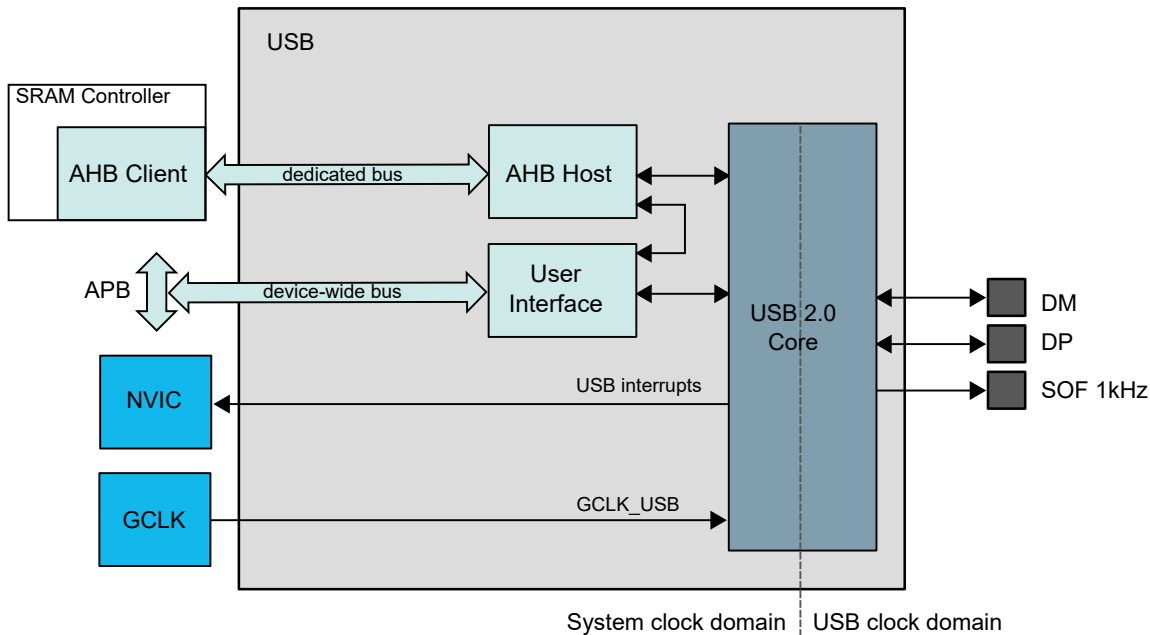 USB
SRAM Controller
AHB Client
dedicated bus
AHB Host
APB
device-wide bus
User
Interface
USB 2.0
Core
DM
DP
SOF 1kHz
NVIC
USB interrupts
GCLK
GCLK_USB
System clock domain
USB clock domain